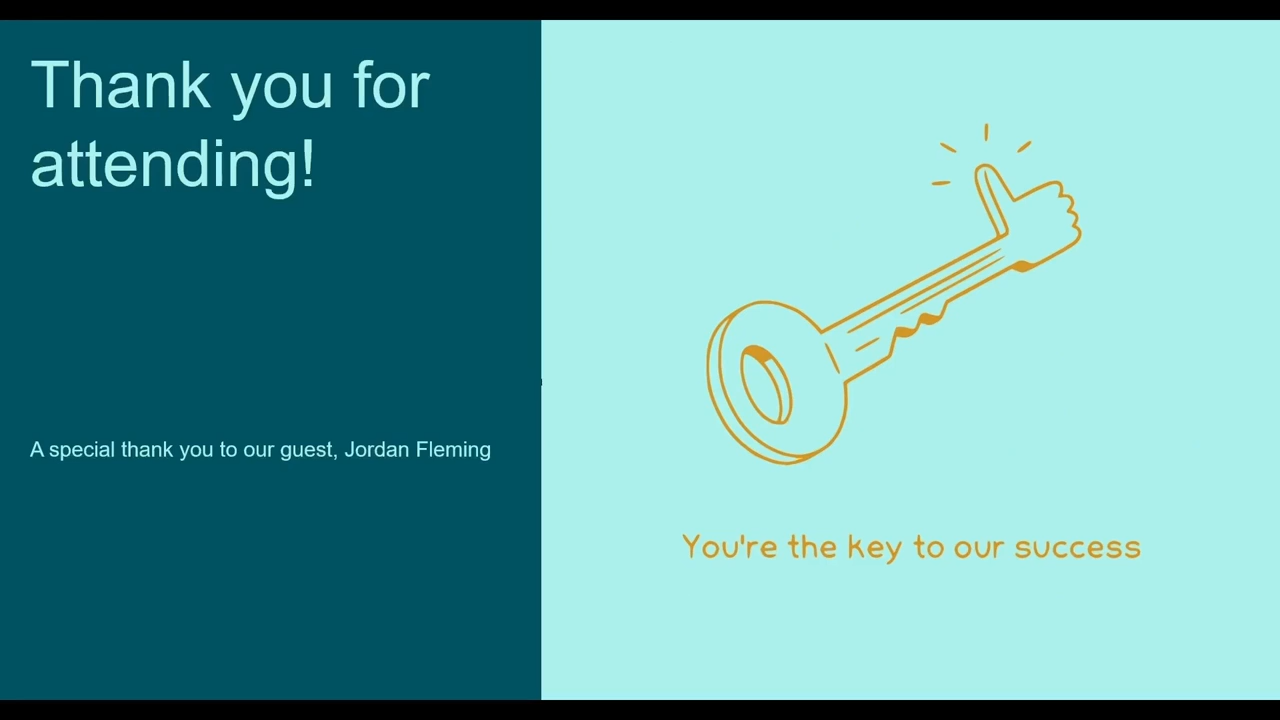 Thank you for
attending!
A special thank you to our guest, Jordan Fleming
You're the key to our success